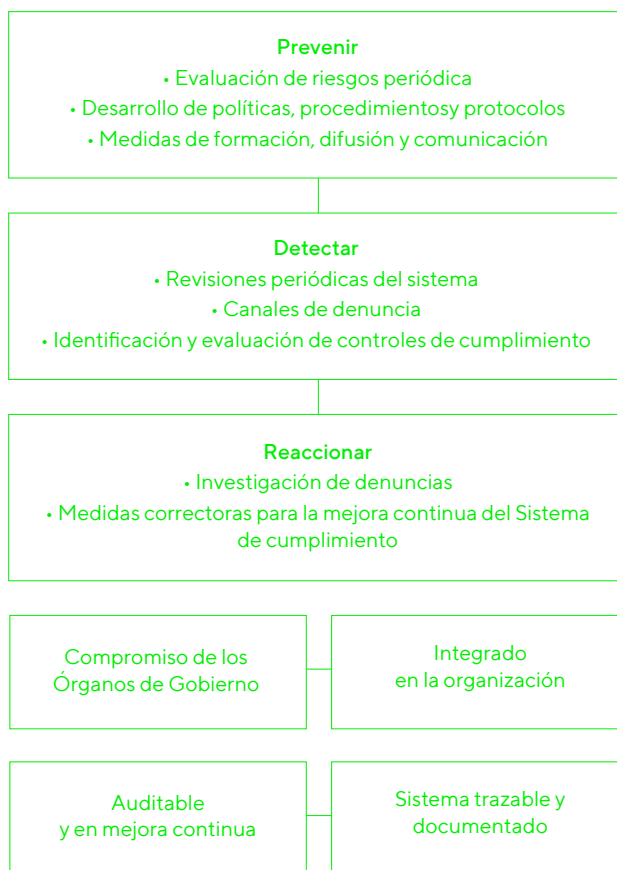 Prevenir
• Evaluación de riesgos periódica
• Desarrollo de políticas, procedimientosy protocolos
• Medidas de formación, difusión y comunicación
Detectar
• Revisiones periódicas del sistema
• Canales de denuncia
• Identificación y evaluación de controles de cumplimiento
Reaccionar
• Investigación de denuncias
• Medidas correctoras para la mejora continua del Sistema
de cumplimiento
Compromiso de los
Órganos de Gobierno
Integrado
en la organización
Auditable
y en mejora continua
Sistema trazable y
documentado